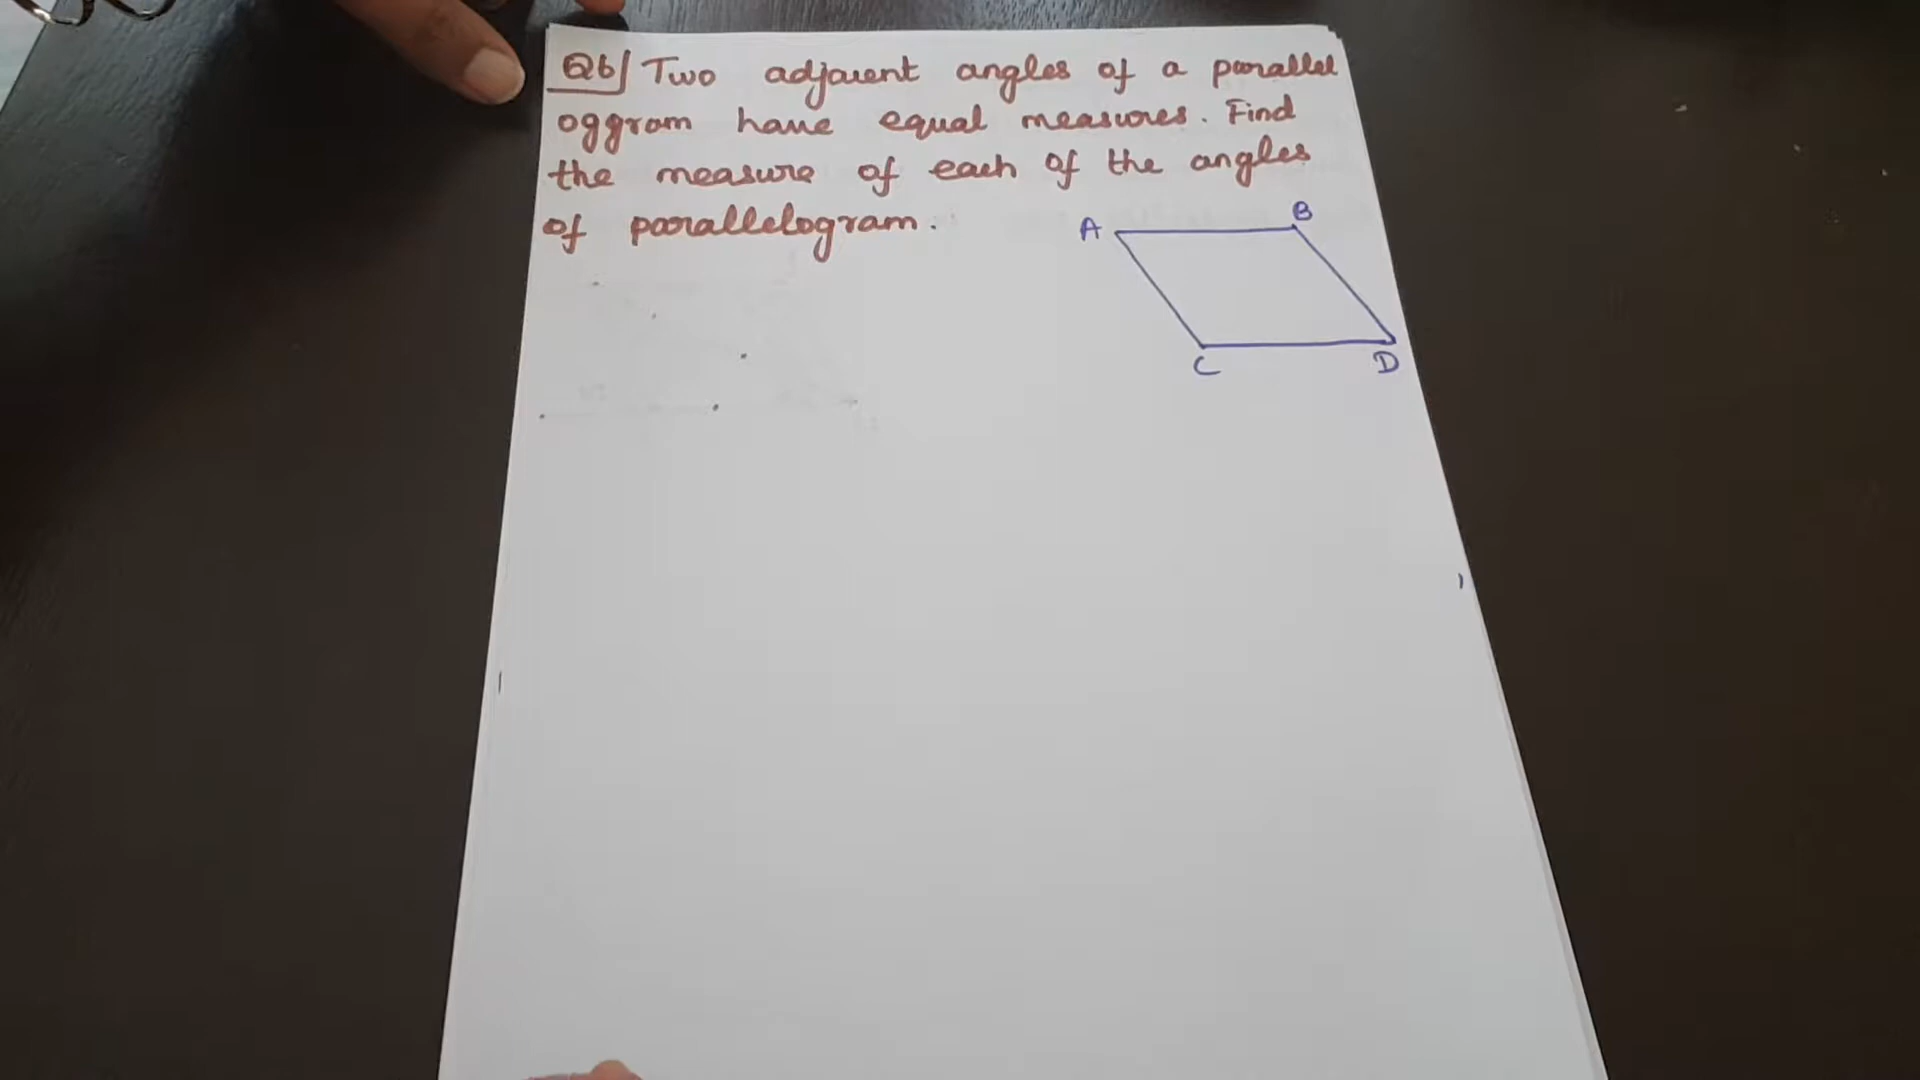 Q6/ Two adjacent angles of a parallel
oggram have equal measures. Find
the measure of each of the angles
of parallelogram.
A
B
C
D